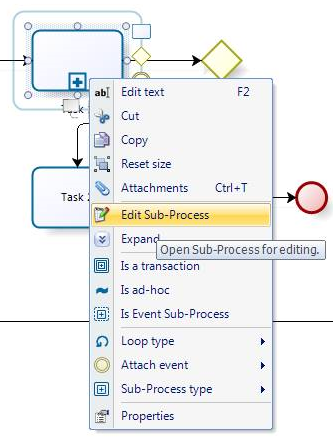 Edit text F2
Cut
Copy
Reset size
Attachments Ctrl+T
Task 2
Edit Sub-Process
Expand
Open Sub-Process for editing.
Is a transaction
Is ad-hoc
Is Event Sub-Process
Loop type
Attach event
Sub-Process type
Properties